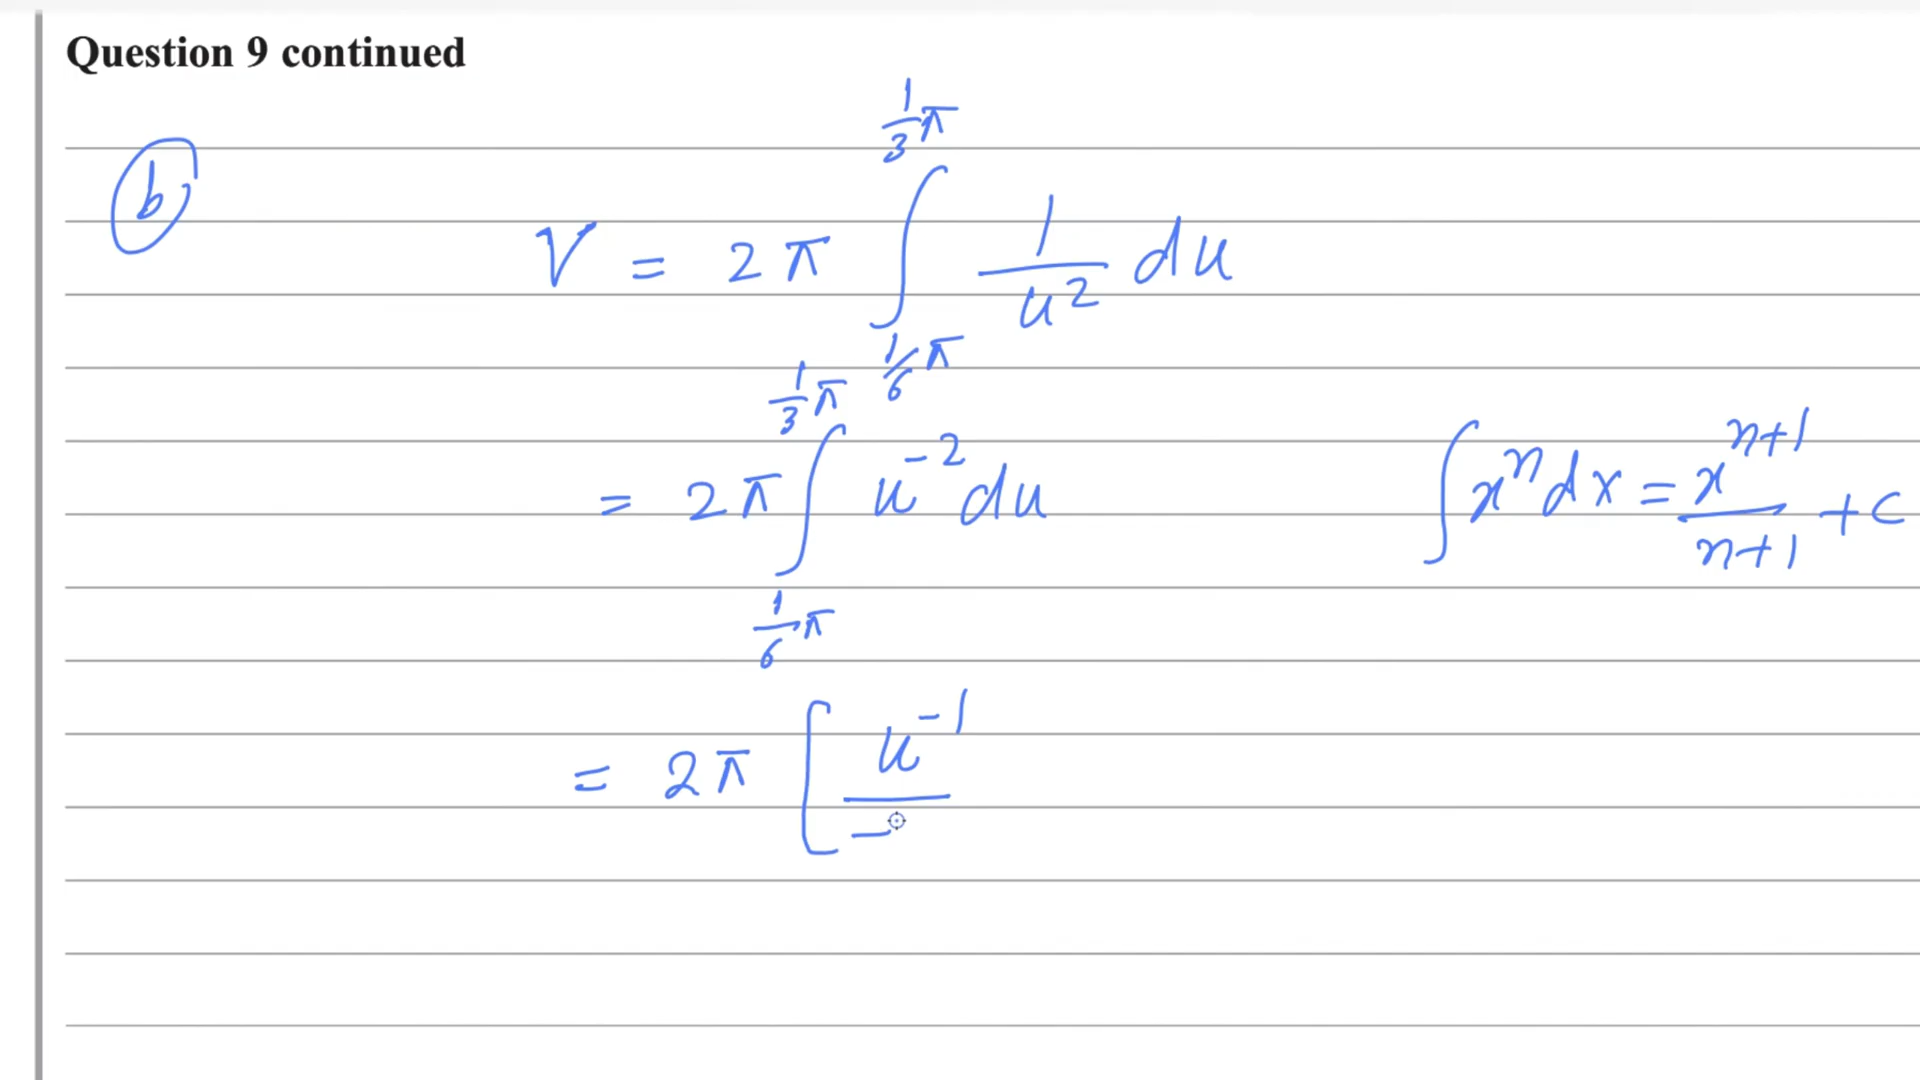 Question 9 continued
(b) V = 2π ∫_{1/6 π}^{1/3 π} 1/u² du
= 2π ∫_{1/6 π}^{1/3 π} u⁻² du
∫ xⁿ dx = xⁿ⁺¹/(n+1) + c
= 2π [ u⁻¹/−